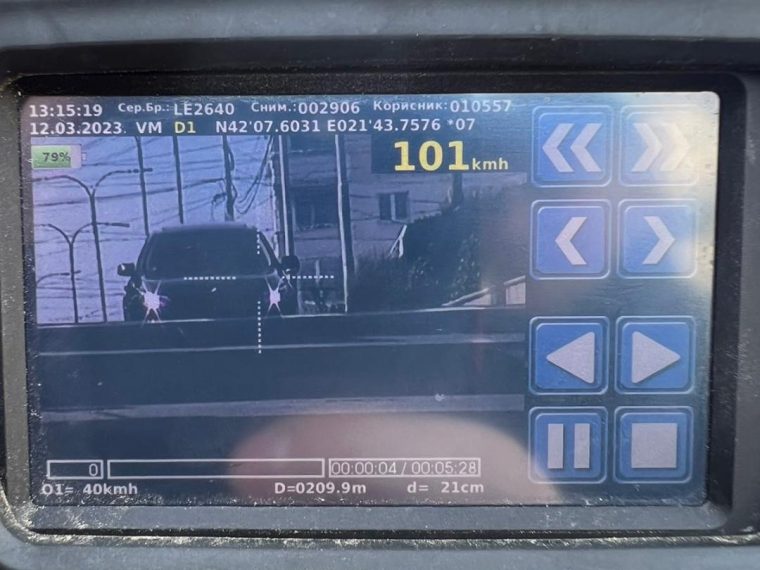 13:15:19 Сер.Бр.: LE2640 Сним.:002906 Корисник:010557
12.03.2023. VM D1 N42'07.6031 E021'43.7576 *07
79%
101kmh
0 00:00:04 / 00:05:28
O1= 40kmh D=0209.9m d= 21cm